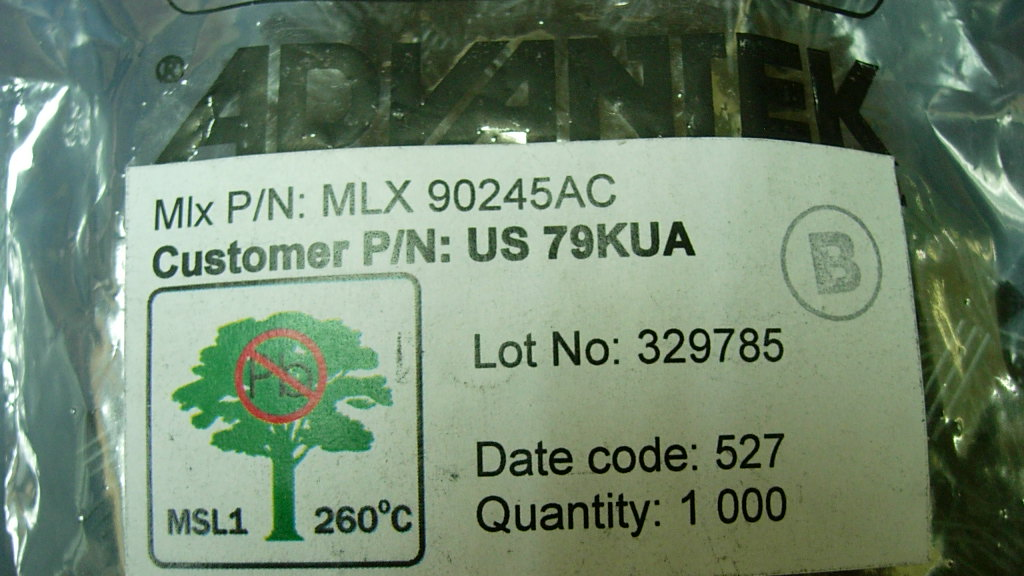 ® ADVANTEK
Mlx P/N: MLX 90245AC
Customer P/N: US 79KUA
B
Pb
Lot No: 329785
Date code: 527
Quantity: 1 000
MSL1 260°C